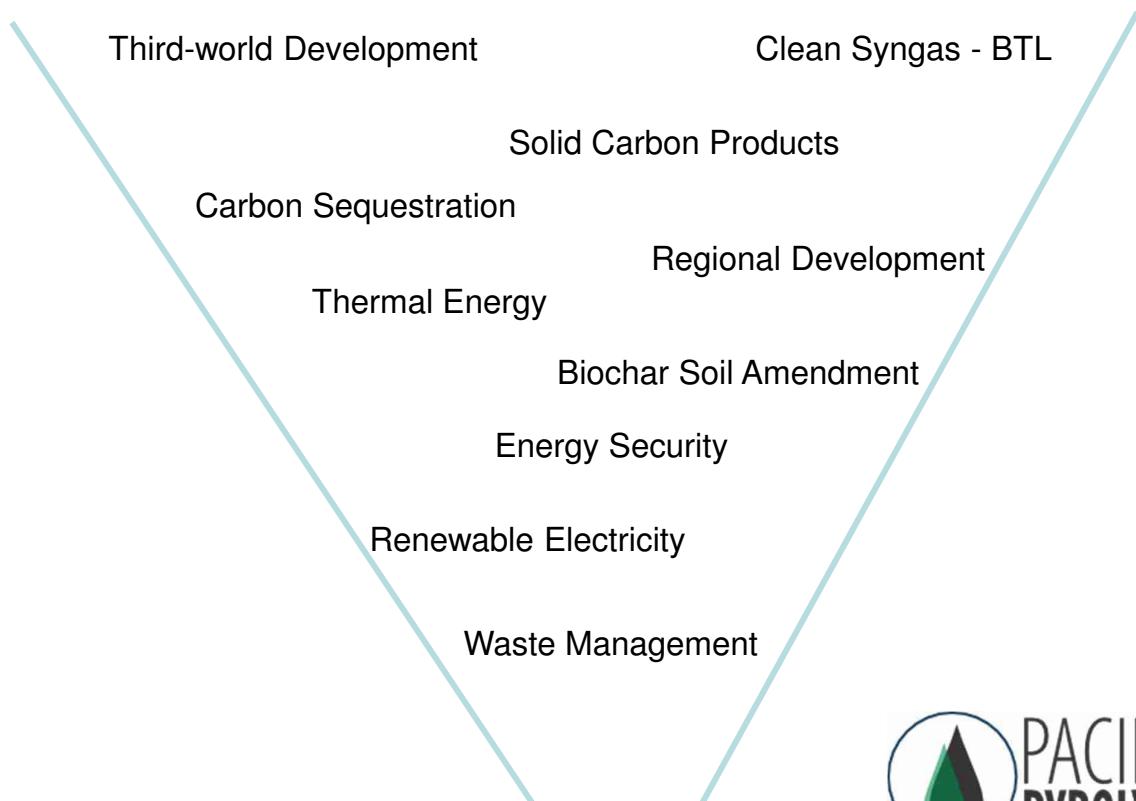 Third-world Development
Clean Syngas - BTL
Solid Carbon Products
Carbon Sequestration
Regional Development
Thermal Energy
Biochar Soil Amendment
Energy Security
Renewable Electricity
Waste Management